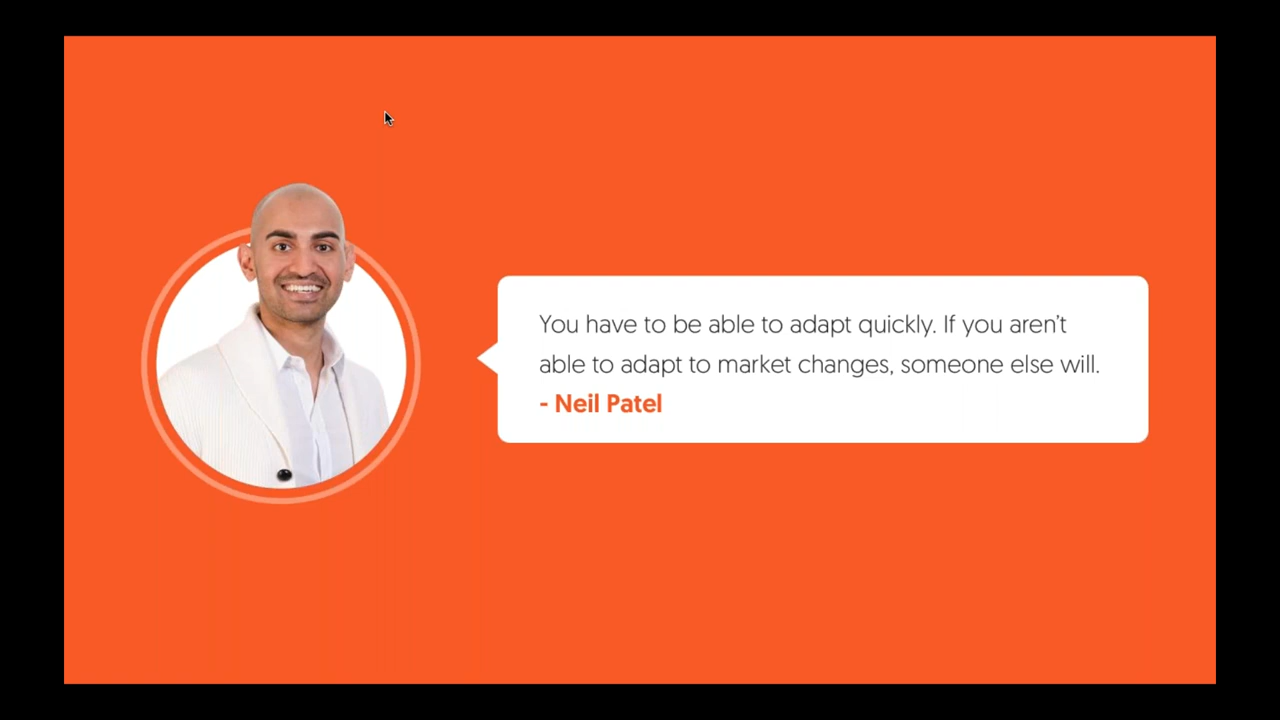 You have to be able to adapt quickly. If you aren’t
able to adapt to market changes, someone else will.
- Neil Patel